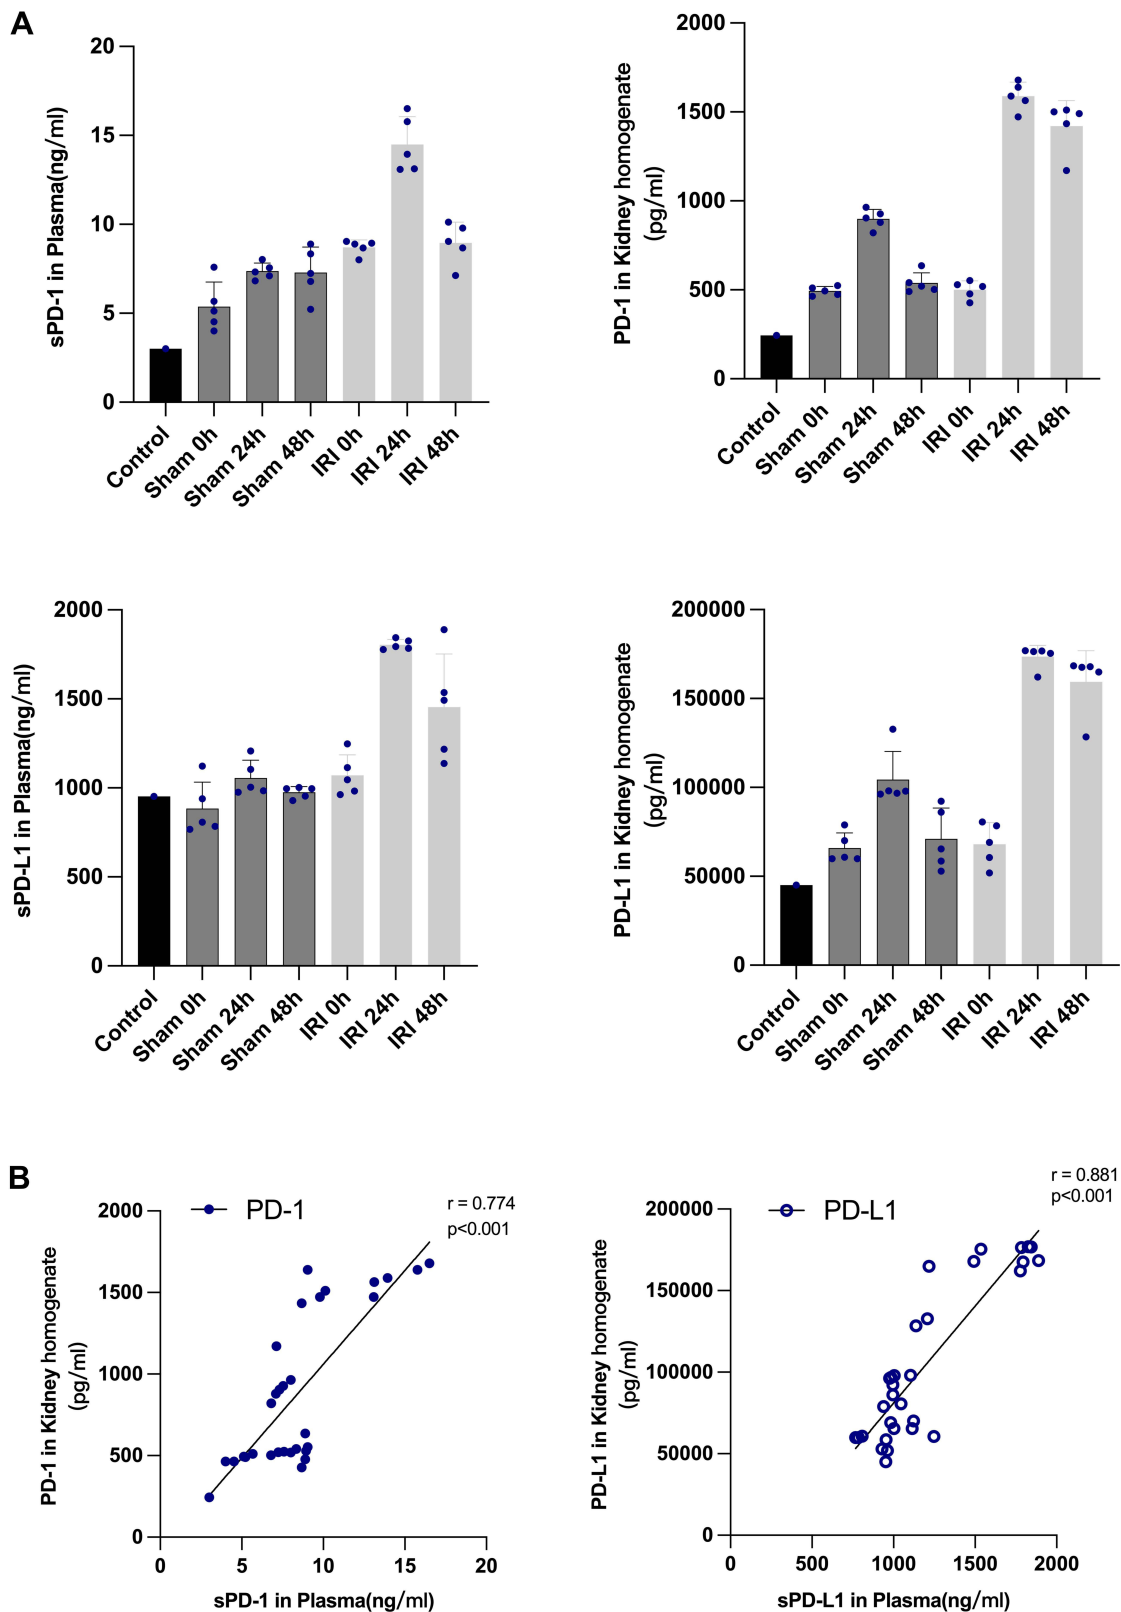 A
sPD-1 in Plasma(ng/ml)
20
15
10
5
0
Control
Sham 0h
Sham 24h
Sham 48h
IRI 0h
IRI 24h
IRI 48h
PD-1 in Kidney homogenate
(pg/ml)
2000
1500
1000
500
0
Control
Sham 0h
Sham 24h
Sham 48h
IRI 0h
IRI 24h
IRI 48h
sPD-L1 in Plasma(ng/ml)
2000
1500
1000
500
0
Control
Sham 0h
Sham 24h
Sham 48h
IRI 0h
IRI 24h
IRI 48h
PD-L1 in Kidney homogenate
(pg/ml)
200000
150000
100000
50000
0
Control
Sham 0h
Sham 24h
Sham 48h
IRI 0h
IRI 24h
IRI 48h
B
PD-1
r = 0.774
p<0.001
PD-1 in Kidney homogenate
(pg/ml)
2000
1500
1000
500
0
0
5
10
15
20
sPD-1 in Plasma(ng/ml)
PD-L1
r = 0.881
p<0.001
PD-L1 in Kidney homogenate
(pg/ml)
200000
150000
100000
50000
0
0
500
1000
1500
2000
sPD-L1 in Plasma(ng/ml)